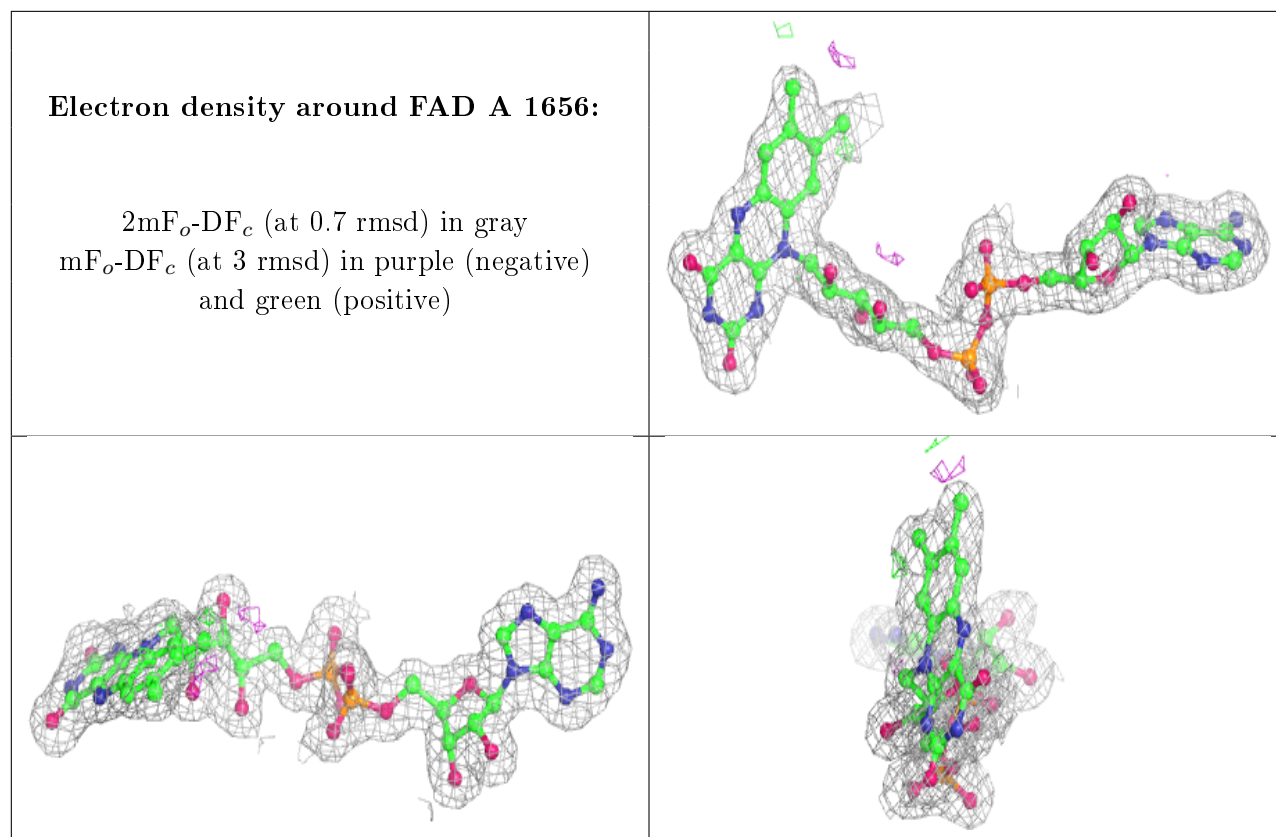 Electron density around FAD A 1656:
2mFo-DFc (at 0.7 rmsd) in gray
mFo-DFc (at 3 rmsd) in purple (negative)
and green (positive)